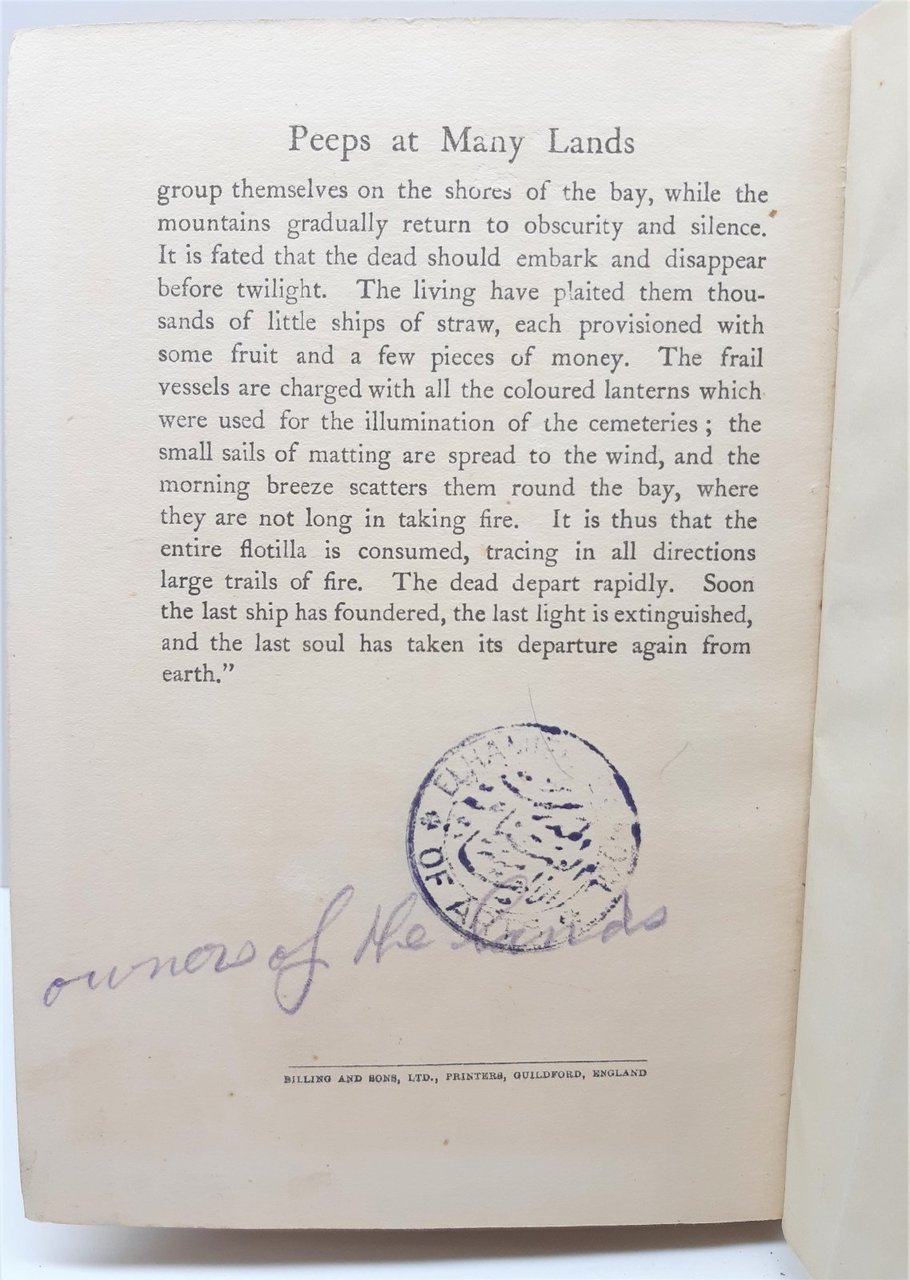 Peeps at Many Lands
group themselves on the shores of the bay, while the
mountains gradually return to obscurity and silence.
It is fated that the dead should embark and disappear
before twilight. The living have plaited them thou-
sands of little ships of straw, each provisioned with
some fruit and a few pieces of money. The frail
vessels are charged with all the coloured lanterns which
were used for the illumination of the cemeteries; the
small sails of matting are spread to the wind, and the
morning breeze scatters them round the bay, where
they are not long in taking fire. It is thus that the
entire flotilla is consumed, tracing in all directions
large trails of fire. The dead depart rapidly. Soon
the last ship has foundered, the last light is extinguished,
and the last soul has taken its departure again from
earth.”
OF
owners of the lands
BILLING AND SONS, LTD., PRINTERS, GUILDFORD, ENGLAND